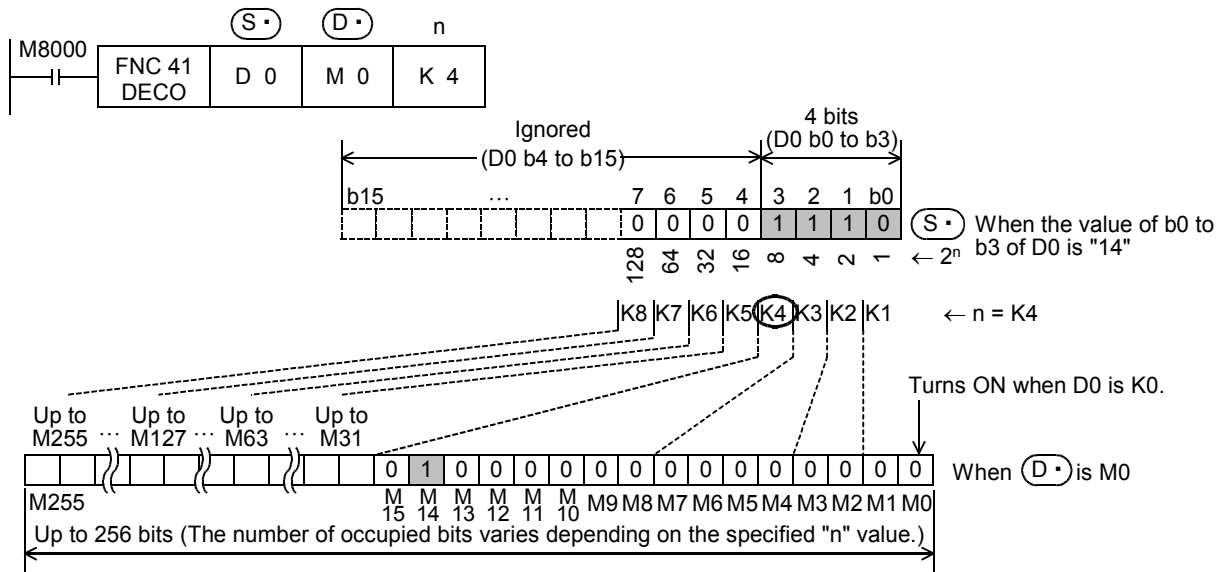 S· D· n
M8000
FNC 41 DECO D 0 M 0 K 4
Ignored (D0 b4 to b15)
4 bits (D0 b0 to b3)
b15 ... 7 6 5 4 3 2 1 b0
0 0 0 0 1 1 1 0
S· When the value of b0 to b3 of D0 is "14"
128 64 32 16 8 4 2 1 ← 2ⁿ
K8 K7 K6 K5 K4 K3 K2 K1 ← n = K4
Turns ON when D0 is K0.
Up to M255 ... Up to M127 ... Up to M63 ... Up to M31
0 1 0 0 0 0 0 0 0 0 0 0 0 0 0 0
When D· is M0
M255 M15 M14 M13 M12 M11 M10 M9 M8 M7 M6 M5 M4 M3 M2 M1 M0
Up to 256 bits (The number of occupied bits varies depending on the specified "n" value.)